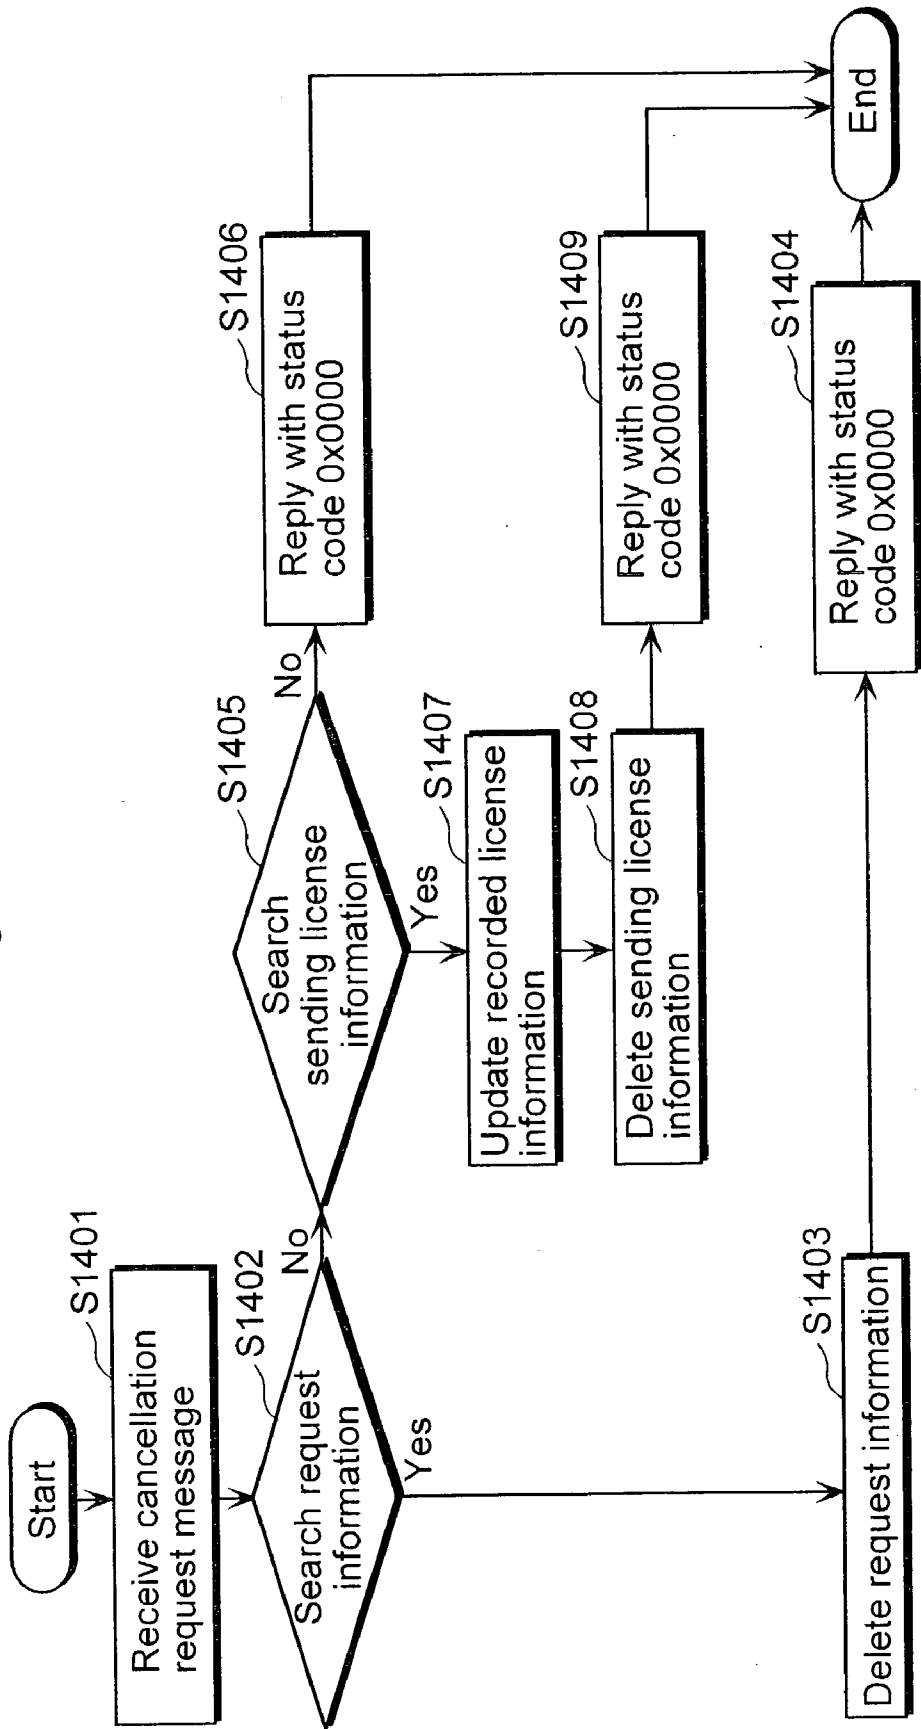 Start
S1401
Receive cancellation
request message
S1402
Search request
information
No
Yes
S1405
Search
sending license
information
No
Yes
S1406
Reply with status
code 0x0000
S1407
Update recorded license
information
S1408
Delete sending license
information
S1409
Reply with status
code 0x0000
S1403
Delete request information
S1404
Reply with status
code 0x0000
End